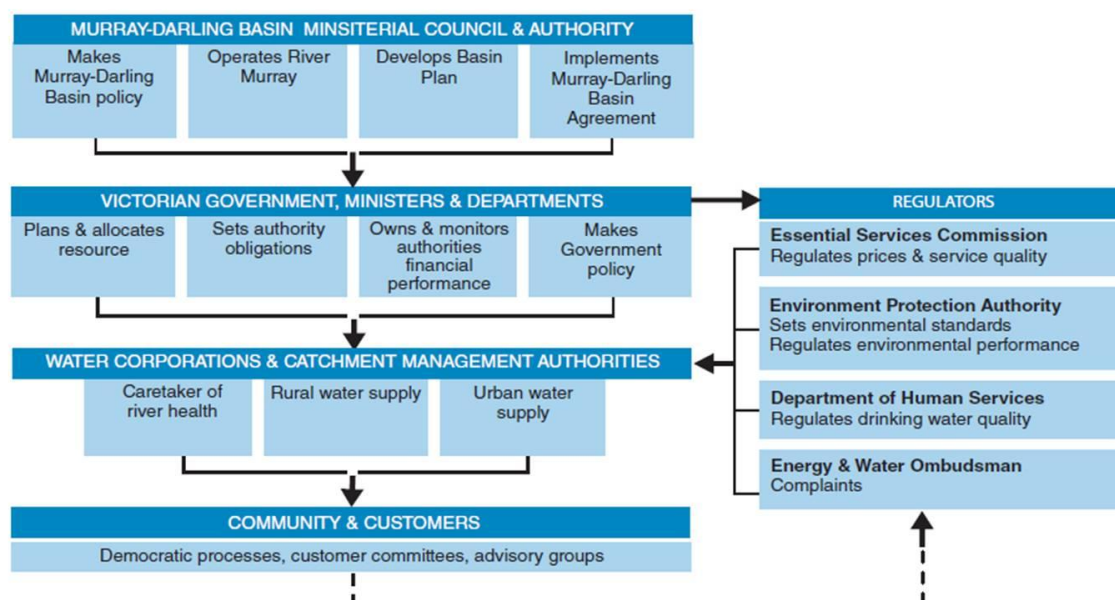 MURRAY-DARLING BASIN MINSITERIAL COUNCIL & AUTHORITY
Makes
Murray-Darling
Basin policy
Operates River
Murray
Develops Basin
Plan
Implements
Murray-Darling
Basin
Agreement
VICTORIAN GOVERNMENT, MINISTERS & DEPARTMENTS
Plans & allocates
resource
Sets authority
obligations
Owns & monitors
authorities
financial
performance
Makes
Government
policy
REGULATORS
Essential Services Commission
Regulates prices & service quality
Environment Protection Authority
Sets environmental standards
Regulates environmental performance
Department of Human Services
Regulates drinking water quality
Energy & Water Ombudsman
Complaints
WATER CORPORATIONS & CATCHMENT MANAGEMENT AUTHORITIES
Caretaker of
river health
Rural water supply
Urban water
supply
COMMUNITY & CUSTOMERS
Democratic processes, customer committees, advisory groups